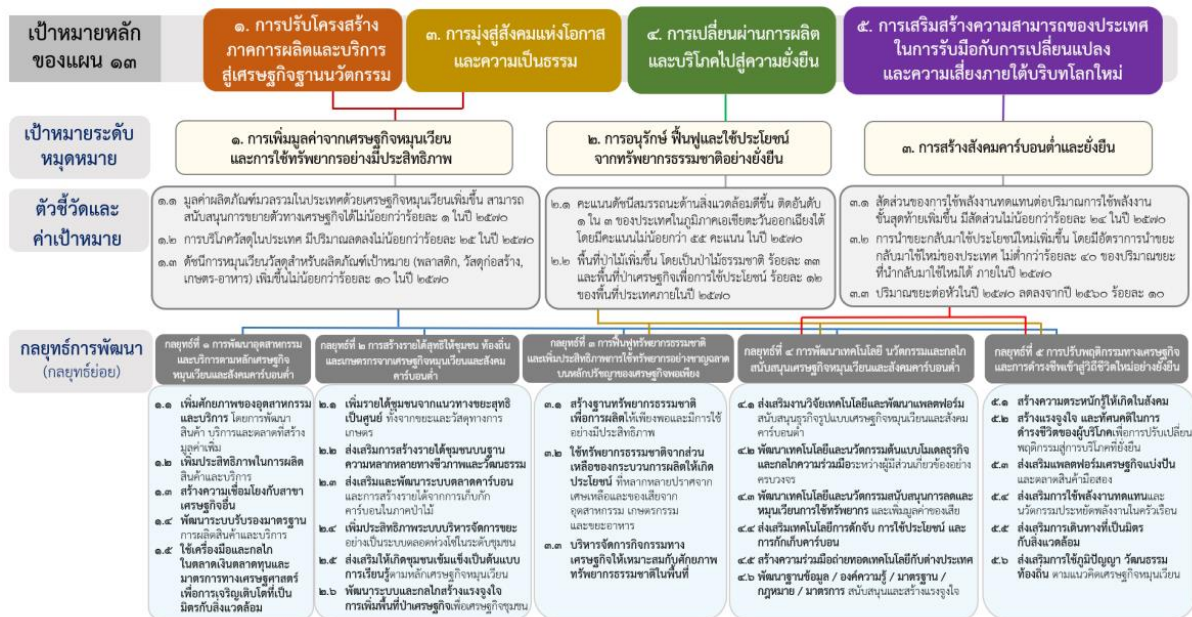 เป้าหมายหลัก
ของแผน ๑๓
๑. การปรับโครงสร้าง
ภาคการผลิตและบริการ
สู่เศรษฐกิจฐานนวัตกรรม
๓. การมุ่งสู่สังคมแห่งโอกาส
และความเป็นธรรม
๔. การเปลี่ยนผ่านการผลิต
และบริโภคไปสู่ความยั่งยืน
๕. การเสริมสร้างความสามารถของประเทศ
ในการรับมือกับการเปลี่ยนแปลง
และความเสี่ยงภายใต้บริบทโลกใหม่
เป้าหมายระดับ
หมุดหมาย
๑. การเพิ่มมูลค่าจากเศรษฐกิจหมุนเวียน
และการใช้ทรัพยากรอย่างมีประสิทธิภาพ
๒. การอนุรักษ์ ฟื้นฟูและใช้ประโยชน์
จากทรัพยากรธรรมชาติอย่างยั่งยืน
๓. การสร้างสังคมคาร์บอนต่ำและยั่งยืน
ตัวชี้วัดและ
ค่าเป้าหมาย
๑.๑ มูลค่าผลิตภัณฑ์มวลรวมในประเทศด้วยเศรษฐกิจหมุนเวียนเพิ่มขึ้น สามารถ
สนับสนุนการขยายตัวทางเศรษฐกิจได้ไม่น้อยกว่าร้อยละ ๑ ในปี ๒๕๗๐
๑.๒ การบริโภควัสดุในประเทศ มีปริมาณลดลงไม่น้อยกว่าร้อยละ ๒๕ ในปี ๒๕๗๐
๑.๓ ดัชนีการหมุนเวียนวัสดุสำหรับผลิตภัณฑ์เป้าหมาย (พลาสติก, วัสดุก่อสร้าง,
เกษตร-อาหาร) เพิ่มขึ้นไม่น้อยกว่าร้อยละ ๑๐ ในปี ๒๕๗๐
๒.๑ คะแนนดัชนีสมรรถนะด้านสิ่งแวดล้อมดีขึ้น ติดอันดับ
๑ ใน ๓ ของประเทศในภูมิภาคเอเชียตะวันออกเฉียงใต้
โดยมีคะแนนไม่น้อยกว่า ๕๕ คะแนน ในปี ๒๕๗๐
๒.๒ พื้นที่ป่าไม้เพิ่มขึ้น โดยเป็นป่าไม้ธรรมชาติ ร้อยละ ๓๓
และพื้นที่ป่าเศรษฐกิจเพื่อการใช้ประโยชน์ ร้อยละ ๑๒
ของพื้นที่ประเทศภายในปี ๒๕๗๐
๓.๑ สัดส่วนของการใช้พลังงานทดแทนต่อปริมาณการใช้พลังงาน
ขั้นสุดท้ายเพิ่มขึ้น มีสัดส่วนไม่น้อยกว่าร้อยละ ๒๔ ในปี ๒๕๗๐
๓.๒ การนำขยะกลับมาใช้ประโยชน์ใหม่เพิ่มขึ้น โดยมีอัตราการนำขยะ
กลับมาใช้ใหม่ของประเทศ ไม่ต่ำกว่าร้อยละ ๔๐ ของปริมาณขยะ
ที่นำกลับมาใช้ใหม่ได้ ภายในปี ๒๕๗๐
๓.๓ ปริมาณขยะต่อหัวในปี ๒๕๗๐ ลดลงจากปี ๒๕๖๐ ร้อยละ ๑๐
กลยุทธ์การพัฒนา
(กลยุทธ์ย่อย)
กลยุทธ์ที่ ๑ การพัฒนาอุตสาหกรรม
และบริการตามหลักเศรษฐกิจ
หมุนเวียนและสังคมคาร์บอนต่ำ
กลยุทธ์ที่ ๒ การสร้างรายได้สุทธิให้ชุมชน ท้องถิ่น
และเกษตรกรจากเศรษฐกิจหมุนเวียนและสังคม
คาร์บอนต่ำ
กลยุทธ์ที่ ๓ การฟื้นฟูทรัพยากรธรรมชาติ
และเพิ่มประสิทธิภาพการใช้ทรัพยากรอย่างชาญฉลาด
บนหลักปรัชญาของเศรษฐกิจพอเพียง
กลยุทธ์ที่ ๔ การพัฒนาเทคโนโลยี นวัตกรรมและกลไก
สนับสนุนเศรษฐกิจหมุนเวียนและสังคมคาร์บอนต่ำ
กลยุทธ์ที่ ๕ การปรับพฤติกรรมทางเศรษฐกิจ
และการดำรงชีพเข้าสู่วิถีชีวิตใหม่อย่างยั่งยืน
๑.๑ เพิ่มศักยภาพของอุตสาหกรรม
และบริการ โดยการพัฒนา
สินค้า บริการและตลาดที่สร้าง
มูลค่าเพิ่ม
๑.๒ เพิ่มประสิทธิภาพในการผลิต
สินค้าและบริการ
๑.๓ สร้างความเชื่อมโยงกับสาขา
เศรษฐกิจอื่น
๑.๔ พัฒนาระบบรับรองมาตรฐาน
การผลิตสินค้าและบริการ
๑.๕ ใช้เครื่องมือและกลไก
ในตลาดเงินตลาดทุนและ
มาตรการทางเศรษฐศาสตร์
เพื่อการเจริญเติบโตที่เป็น
มิตรกับสิ่งแวดล้อม
๒.๑ เพิ่มรายได้ชุมชนจากแนวทางขยะสุทธิ
เป็นศูนย์ ทั้งจากขยะและวัสดุทางการ
เกษตร
๒.๒ ส่งเสริมการสร้างรายได้ชุมชนบนฐาน
ความหลากหลายทางชีวภาพและวัฒนธรรม
๒.๓ ส่งเสริมและพัฒนาระบบตลาดคาร์บอน
และการสร้างรายได้จากการเก็บกัก
คาร์บอนในภาคป่าไม้
๒.๔ เพิ่มประสิทธิภาพระบบบริหารจัดการขยะ
อย่างเป็นระบบตลอดห่วงโซ่ในระดับชุมชน
๒.๕ ส่งเสริมให้เกิดชุมชนเข้มแข็งเป็นต้นแบบ
การเรียนรู้ตามหลักเศรษฐกิจหมุนเวียน
๒.๖ พัฒนาระบบและกลไกสร้างแรงจูงใจ
การเพิ่มพื้นที่ป่าเศรษฐกิจเพื่อเศรษฐกิจชุมชน
๓.๑ สร้างฐานทรัพยากรธรรมชาติ
เพื่อการผลิตให้เพียงพอและมีการใช้
อย่างมีประสิทธิภาพ
๓.๒ ใช้ทรัพยากรธรรมชาติจากส่วน
เหลือของกระบวนการผลิตให้เกิด
ประโยชน์ ที่หลากหลายปราศจาก
เศษเหลือและของเสียจาก
อุตสาหกรรม เกษตรกรรม
และขยะอาหาร
๓.๓ บริหารจัดการกิจกรรมทาง
เศรษฐกิจให้เหมาะสมกับศักยภาพ
ทรัพยากรธรรมชาติในพื้นที่
๔.๑ ส่งเสริมงานวิจัยเทคโนโลยีและพัฒนาแพลตฟอร์ม
สนับสนุนธุรกิจรูปแบบเศรษฐกิจหมุนเวียนและสังคม
คาร์บอนต่ำ
๔.๒ พัฒนาเทคโนโลยีและนวัตกรรมต้นแบบโมเดลธุรกิจ
และกลไกความร่วมมือระหว่างผู้มีส่วนเกี่ยวข้องอย่าง
ครบวงจร
๔.๓ พัฒนาเทคโนโลยีและนวัตกรรมสนับสนุนการลดและ
หมุนเวียนการใช้ทรัพยากร และเพิ่มมูลค่าของเสีย
๔.๔ ส่งเสริมเทคโนโลยีการดักจับ การใช้ประโยชน์ และ
การกักเก็บคาร์บอน
๔.๕ สร้างความร่วมมือถ่ายทอดเทคโนโลยีกับต่างประเทศ
๔.๖ พัฒนาฐานข้อมูล / องค์ความรู้ / มาตรฐาน /
กฎหมาย / มาตรการ สนับสนุนและสร้างแรงจูงใจ
๕.๑ สร้างความตระหนักรู้ให้เกิดในสังคม
๕.๒ สร้างแรงจูงใจ และทัศนคติในการ
ดำรงชีวิตของผู้บริโภคเพื่อการปรับเปลี่ยน
พฤติกรรมสู่การบริโภคที่ยั่งยืน
๕.๓ ส่งเสริมแพลตฟอร์มเศรษฐกิจแบ่งปัน
และตลาดสินค้ามือสอง
๕.๔ ส่งเสริมการใช้พลังงานทดแทนและ
นวัตกรรมประหยัดพลังงานในครัวเรือน
๕.๕ ส่งเสริมการเดินทางที่เป็นมิตร
กับสิ่งแวดล้อม
๕.๖ ส่งเสริมการใช้ภูมิปัญญา วัฒนธรรม
ท้องถิ่น ตามแนวคิดเศรษฐกิจหมุนเวียน